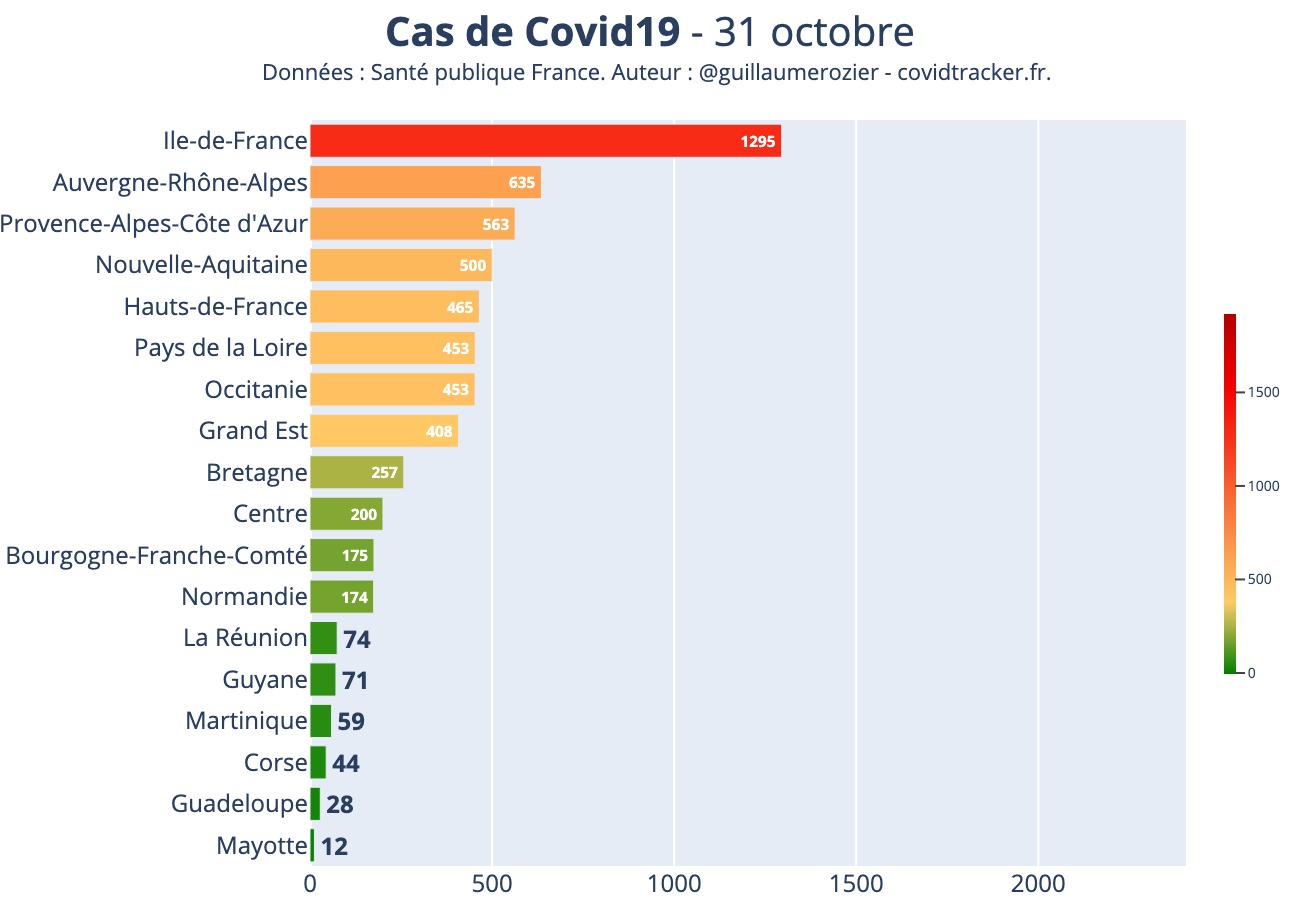 Cas de Covid19 - 31 octobre
Données : Santé publique France. Auteur : @guillaumerozier - covidtracker.fr.
Ile-de-France 1295
Auvergne-Rhône-Alpes 635
Provence-Alpes-Côte d'Azur 563
Nouvelle-Aquitaine 500
Hauts-de-France 465
Pays de la Loire 453
Occitanie 453
Grand Est 408
Bretagne 257
Centre 200
Bourgogne-Franche-Comté 175
Normandie 174
La Réunion 74
Guyane 71
Martinique 59
Corse 44
Guadeloupe 28
Mayotte 12
0 500 1000 1500 2000
1500
1000
500
0